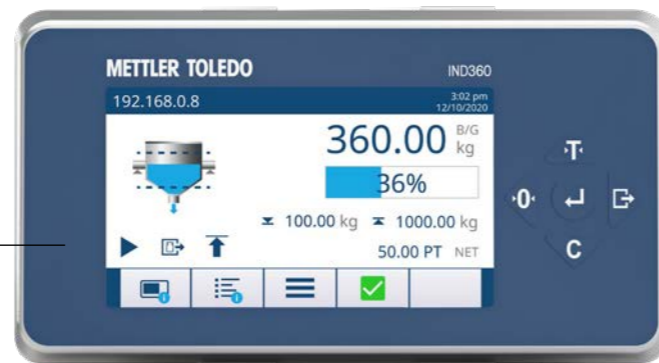 METTLER TOLEDO
IND360
192.168.0.8
3:02 pm
12/10/2020
360.00 B/G kg
36%
100.00 kg 1000.00 kg
50.00 PT NET
T
0
C